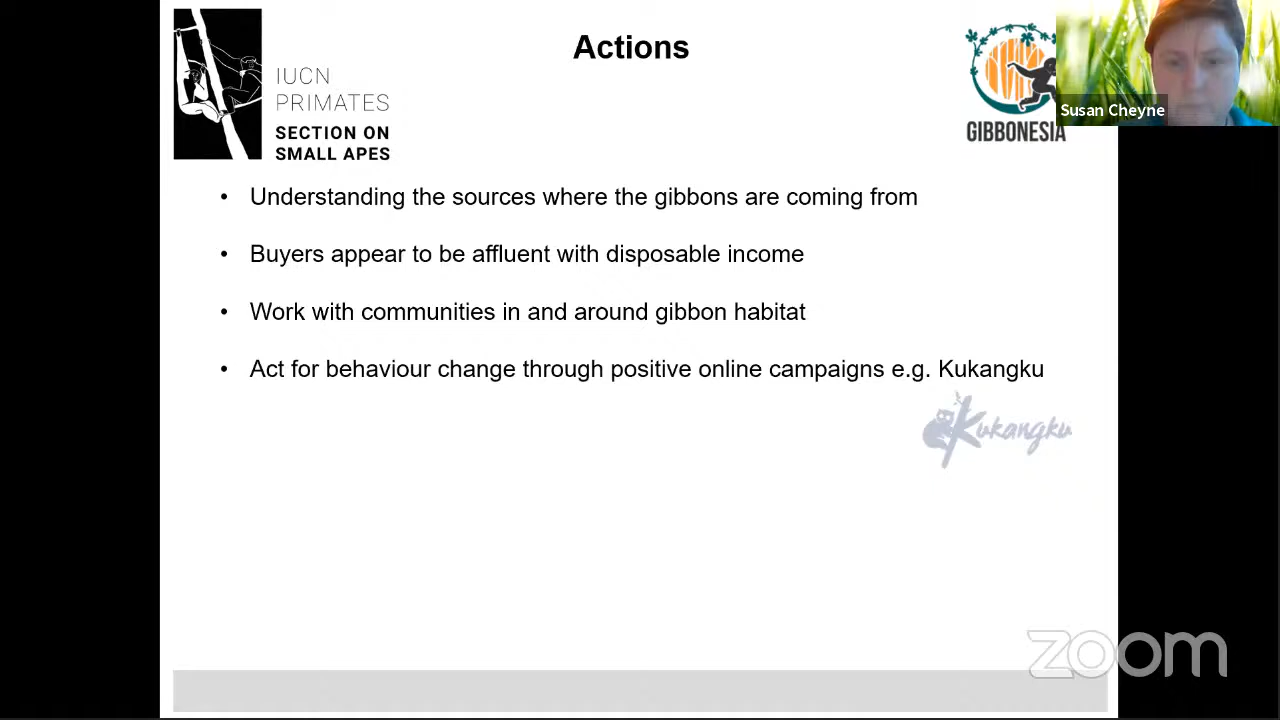 Actions
IUCN
PRIMATES
SECTION ON
SMALL APES
GIBBONESIA
Susan Cheyne
• Understanding the sources where the gibbons are coming from
• Buyers appear to be affluent with disposable income
• Work with communities in and around gibbon habitat
• Act for behaviour change through positive online campaigns e.g. Kukangku
Kukangku
zoom